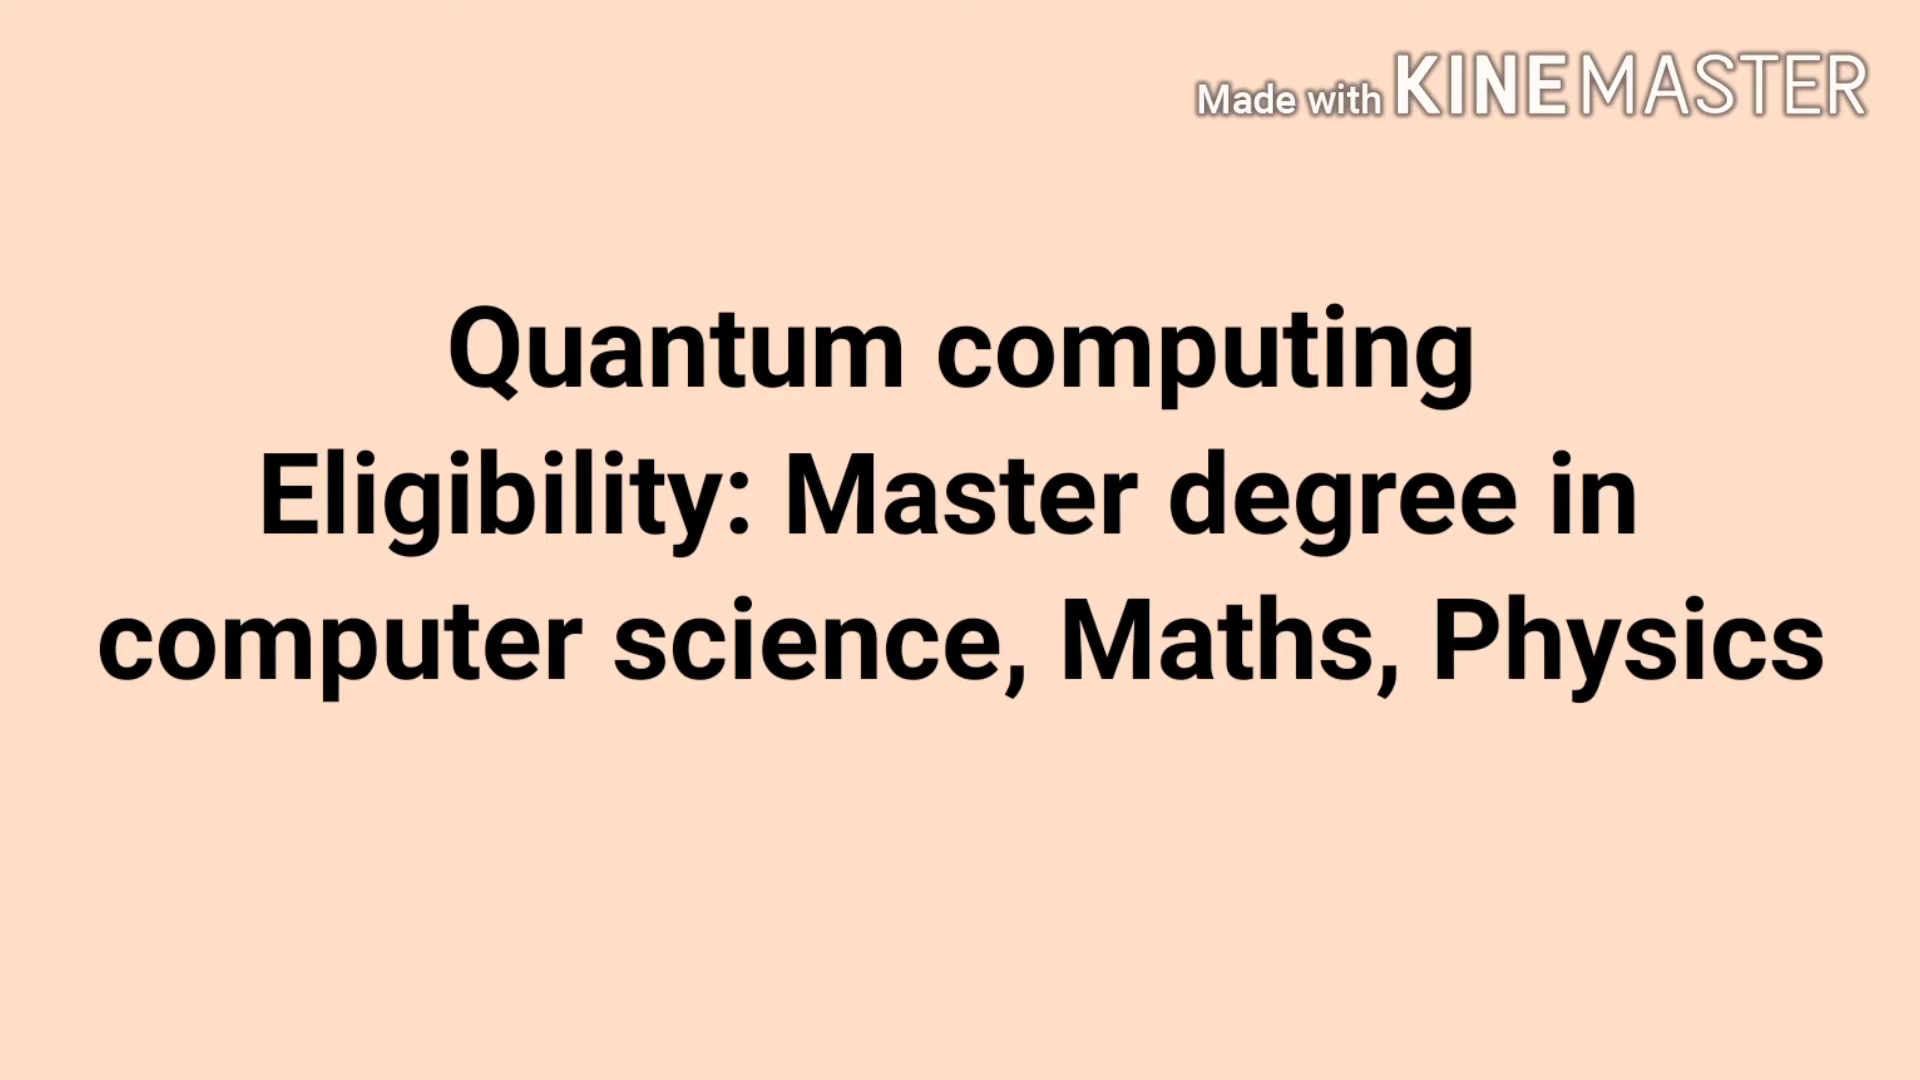 Made with KINEMASTER
Quantum computing
Eligibility: Master degree in
computer science, Maths, Physics